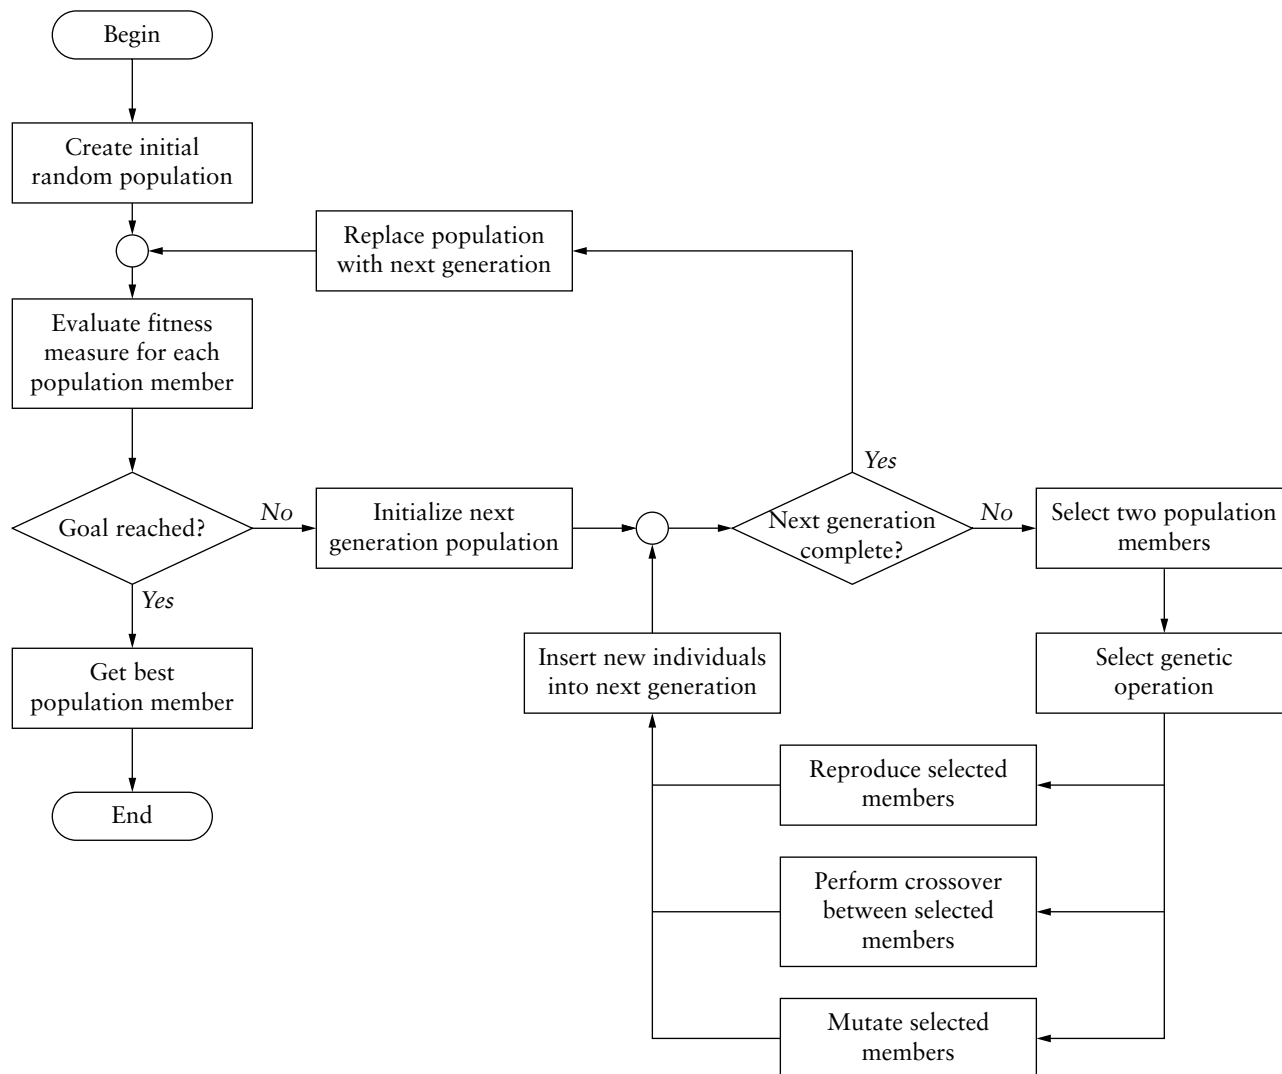 Begin
Create initial
random population
Replace population
with next generation
Evaluate fitness
measure for each
population member
Yes
Goal reached?
No
Initialize next
generation population
Next generation
complete?
No
Select two population
members
Yes
Get best
population member
Insert new individuals
into next generation
Select genetic
operation
Reproduce selected
members
End
Perform crossover
between selected
members
Mutate selected
members